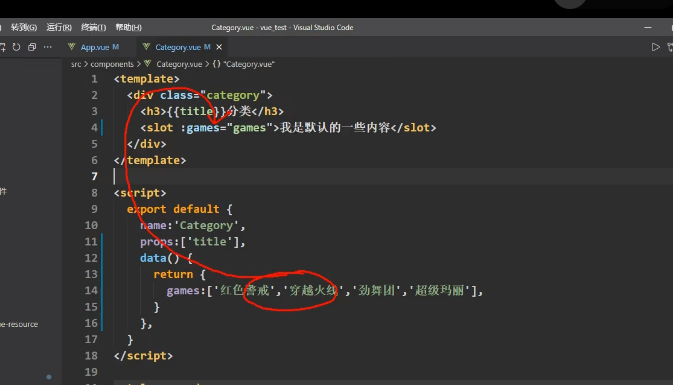 转到(G) 运行(R) 终端(T) 帮助(H) Category.vue - vue_test - Visual Studio Code
App.vue M Category.vue M
src > components > Category.vue > {} "Category.vue"
1 <template>
2 <div class="category">
3 <h3>{{title}}分类</h3>
4 <slot :games="games">我是默认的一些内容</slot>
5 </div>
6 </template>
7
8 <script>
9 export default {
10 name:'Category',
11 props:['title'],
12 data() {
13 return {
14 games:['红色警戒','穿越火线','劲舞团','超级玛丽'],
15 }
16 },
17 }
18 </script>
19
件
e-resource